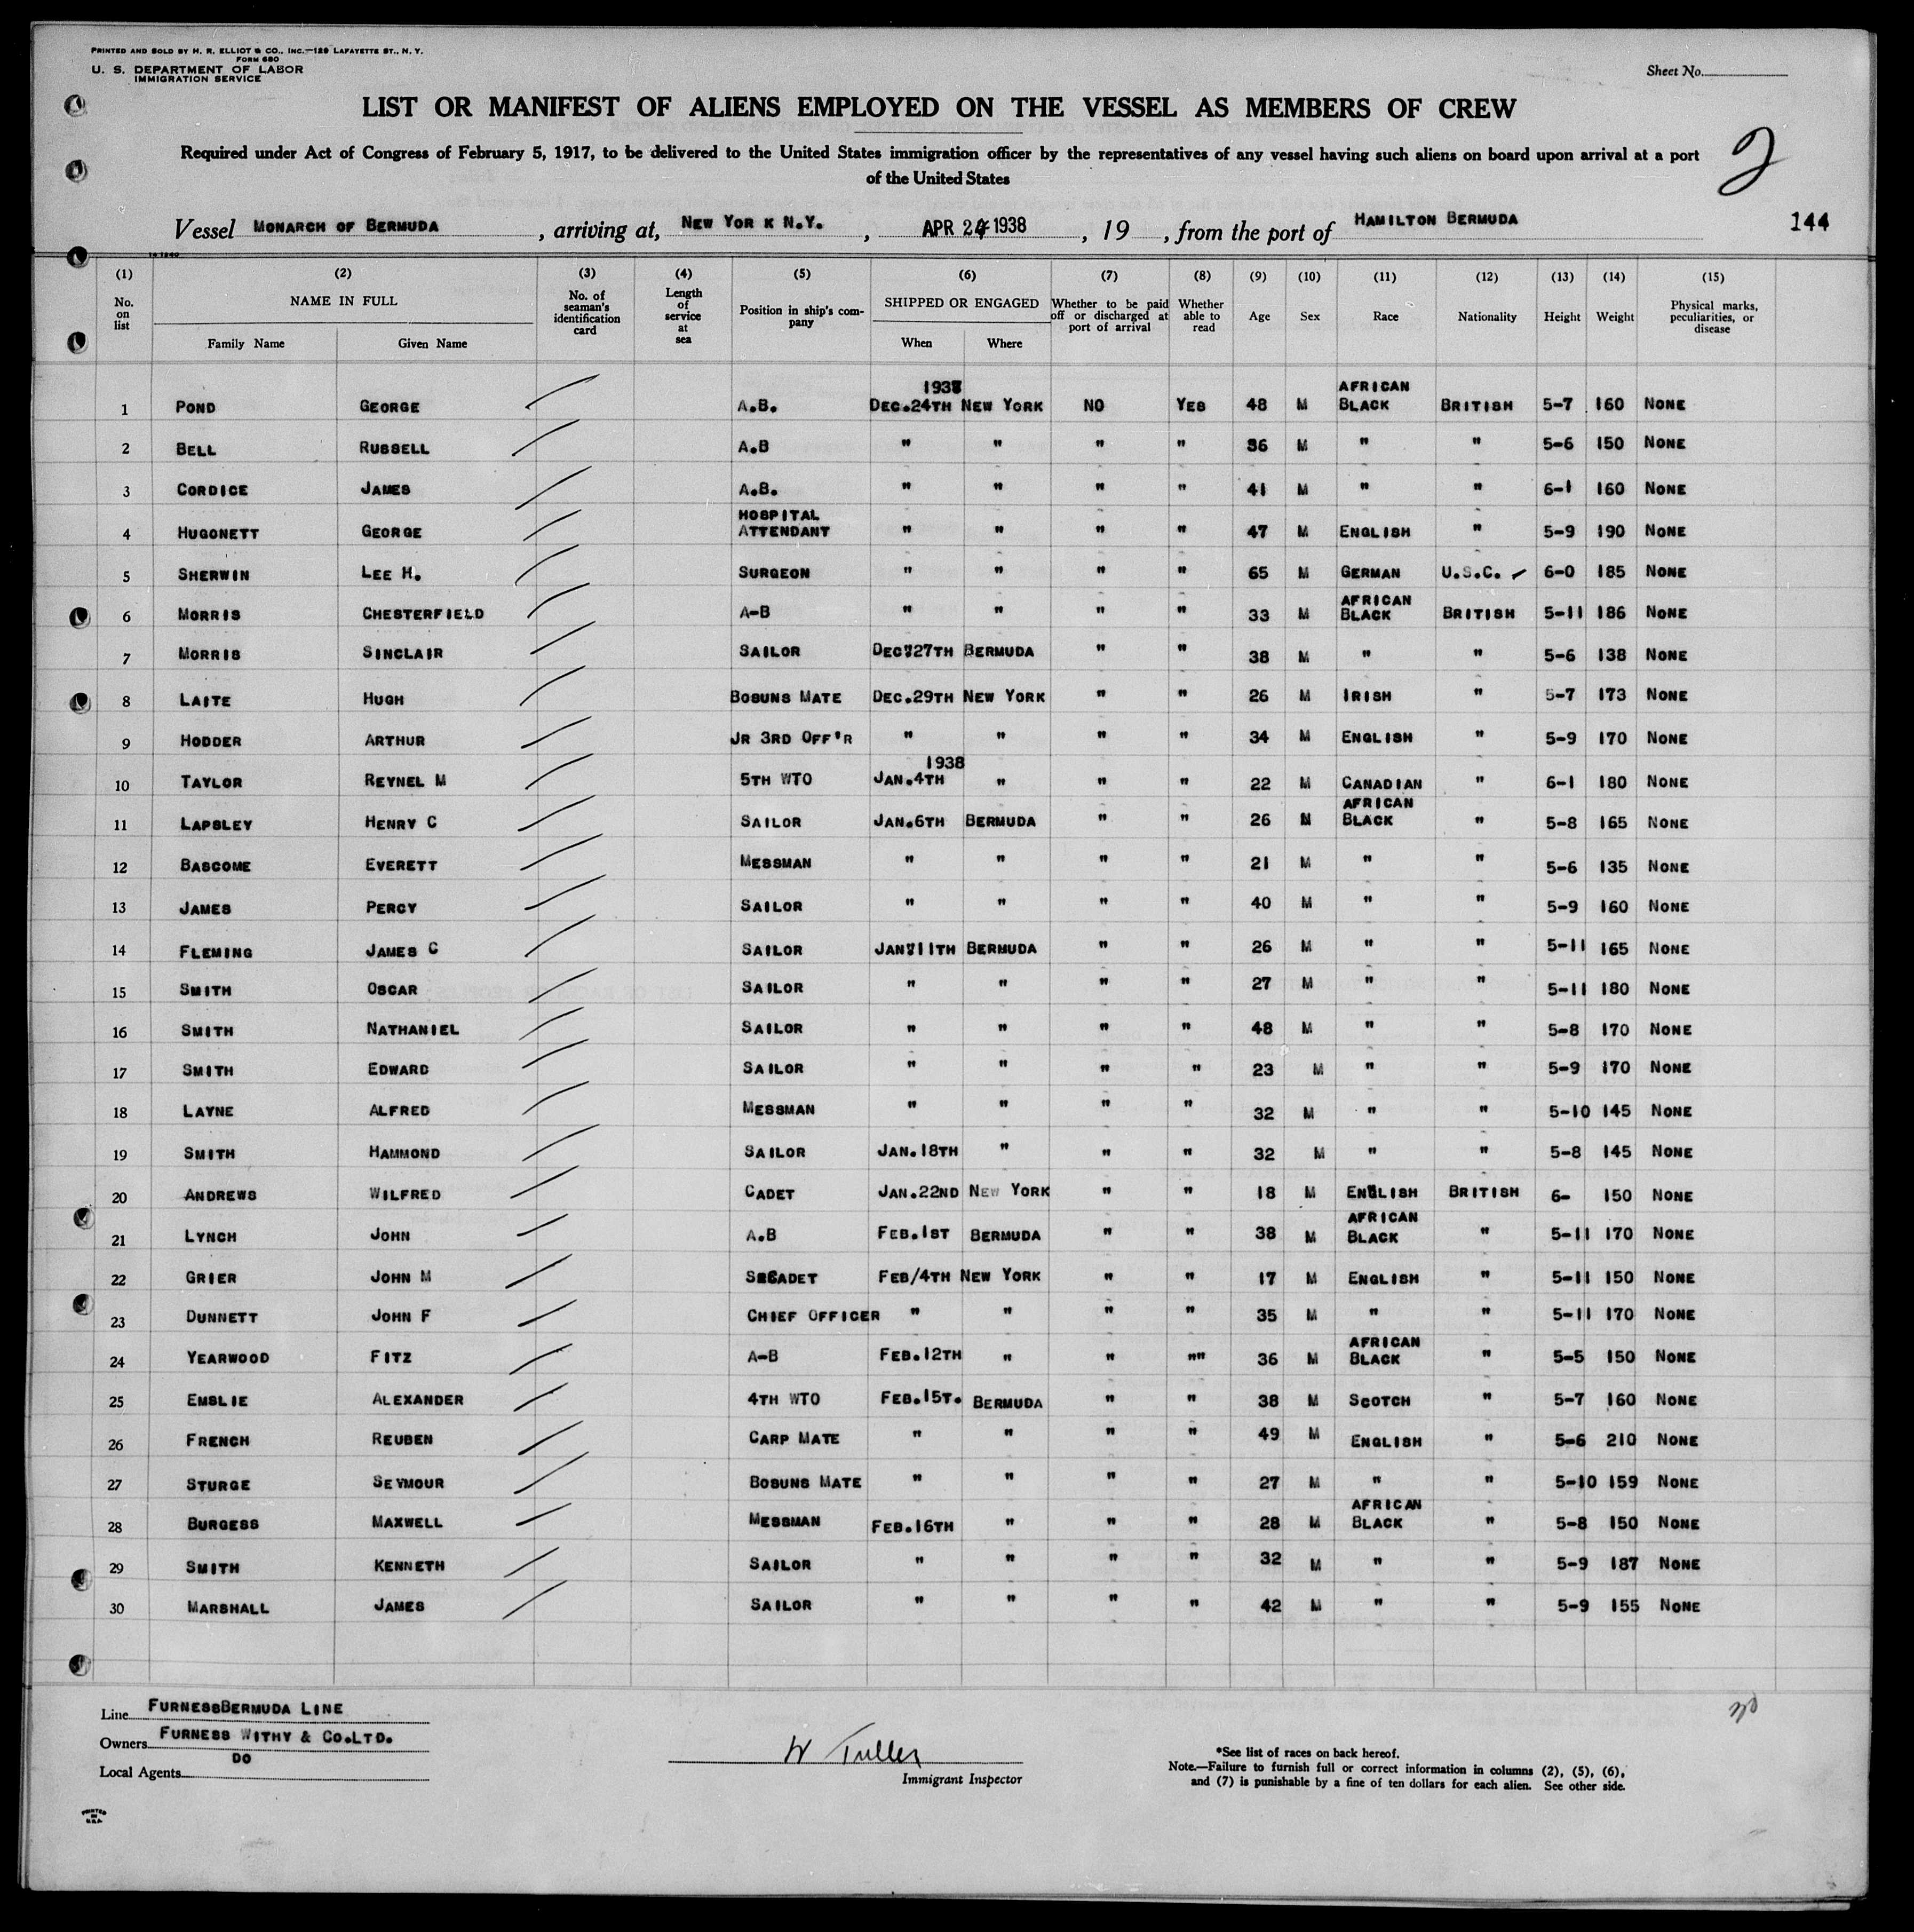 PRINTED AND SOLD BY H. R. ELLIOT & CO., INC.—129 LAFAYETTE ST., N. Y.
FORM 680
U. S. DEPARTMENT OF LABOR
IMMIGRATION SERVICE
Sheet No.
LIST OR MANIFEST OF ALIENS EMPLOYED ON THE VESSEL AS MEMBERS OF CREW
2
Required under Act of Congress of February 5, 1917, to be delivered to the United States immigration officer by the representatives of any vessel having such aliens on board upon arrival at a port
of the United States
Vessel MONARCH OF BERMUDA, arriving at, NEW YOR K N.Y., APR 24 1938, 19, from the port of HAMILTON BERMUDA 144
(1) (2) (3) (4) (5) (6) (7) (8) (9) (10) (11) (12) (13) (14) (15)
No. on list NAME IN FULL Family Name Given Name No. of seaman's identification card Length of service at sea Position in ship's company SHIPPED OR ENGAGED When Where Whether to be paid off or discharged at port of arrival Whether able to read Age Sex Race Nationality Height Weight Physical marks, peculiarities, or disease
1 POND GEORGE A.B. 1937 DEC.24TH NEW YORK NO YES 48 M AFRICAN BLACK BRITISH 5-7 160 NONE
2 BELL RUSSELL A.B " " " " 36 M " " 5-6 150 NONE
3 CORDICE JAMES A.B. " " " " 41 M " " 6-1 160 NONE
4 HUGONETT GEORGE HOSPITAL ATTENDANT " " " " 47 M ENGLISH " 5-9 190 NONE
5 SHERWIN LEE H. SURGEON " " " " 65 M GERMAN U.S.C. 6-0 185 NONE
6 MORRIS CHESTERFIELD A-B " " " " 33 M AFRICAN BLACK BRITISH 5-11 186 NONE
7 MORRIS SINCLAIR SAILOR DEC"27TH BERMUDA " " 38 M " " 5-6 138 NONE
8 LAITE HUGH BOSUNS MATE DEC.29TH NEW YORK " " 26 M IRISH " 5-7 173 NONE
9 HODDER ARTHUR JR 3RD OFF'R " " " " 34 M ENGLISH " 5-9 170 NONE
10 TAYLOR REYNEL M 5TH WTO 1938 JAN.4TH " " " 22 M CANADIAN " 6-1 180 NONE
11 LAPSLEY HENRY C SAILOR JAN.6TH BERMUDA " " 26 M AFRICAN BLACK " 5-8 165 NONE
12 BASCOME EVERETT MESSMAN " " " " 21 M " " 5-6 135 NONE
13 JAMES PERCY SAILOR " " " " 40 M " " 5-9 160 NONE
14 FLEMING JAMES C SAILOR JAN"11TH BERMUDA " " 26 M " " 5-11 165 NONE
15 SMITH OSCAR SAILOR " " " " 27 M " " 5-11 180 NONE
16 SMITH NATHANIEL SAILOR " " " " 48 M " " 5-8 170 NONE
17 SMITH EDWARD SAILOR " " " " 23 M " " 5-9 170 NONE
18 LAYNE ALFRED MESSMAN " " " " 32 M " " 5-10 145 NONE
19 SMITH HAMMOND SAILOR JAN.18TH " " " 32 M " " 5-8 145 NONE
20 ANDREWS WILFRED CADET JAN.22ND NEW YORK " " 18 M ENGLISH BRITISH 6- 150 NONE
21 LYNCH JOHN A.B FEB.1ST BERMUDA " " 38 M AFRICAN BLACK " 5-11 170 NONE
22 GRIER JOHN M CADET FEB/4TH NEW YORK " " 17 M ENGLISH " 5-11 150 NONE
23 DUNNETT JOHN F CHIEF OFFICER " " " " 35 M " " 5-11 170 NONE
24 YEARWOOD FITZ A-B FEB.12TH " " "" 36 M AFRICAN BLACK " 5-5 150 NONE
25 EMSLIE ALEXANDER 4TH WTO FEB.15T. BERMUDA " " 38 M SCOTCH " 5-7 160 NONE
26 FRENCH REUBEN CARP MATE " " " " 49 M ENGLISH " 5-6 210 NONE
27 STURGE SEYMOUR BOSUNS MATE " " " " 27 M " " 5-10 159 NONE
28 BURGESS MAXWELL MESSMAN FEB.16TH " " " 28 M AFRICAN BLACK " 5-8 150 NONE
29 SMITH KENNETH SAILOR " " " " 32 M " " 5-9 187 NONE
30 MARSHALL JAMES SAILOR " " " " 42 M " " 5-9 155 NONE
Line FURNESSBERMUDA LINE
Owners FURNESS WITHY & CO.LTD.
Local Agents DO
W Tuller
Immigrant Inspector
*See list of races on back hereof.
Note.—Failure to furnish full or correct information in columns (2), (5), (6),
and (7) is punishable by a fine of ten dollars for each alien. See other side.
PRINTED
IN
U.S.A.